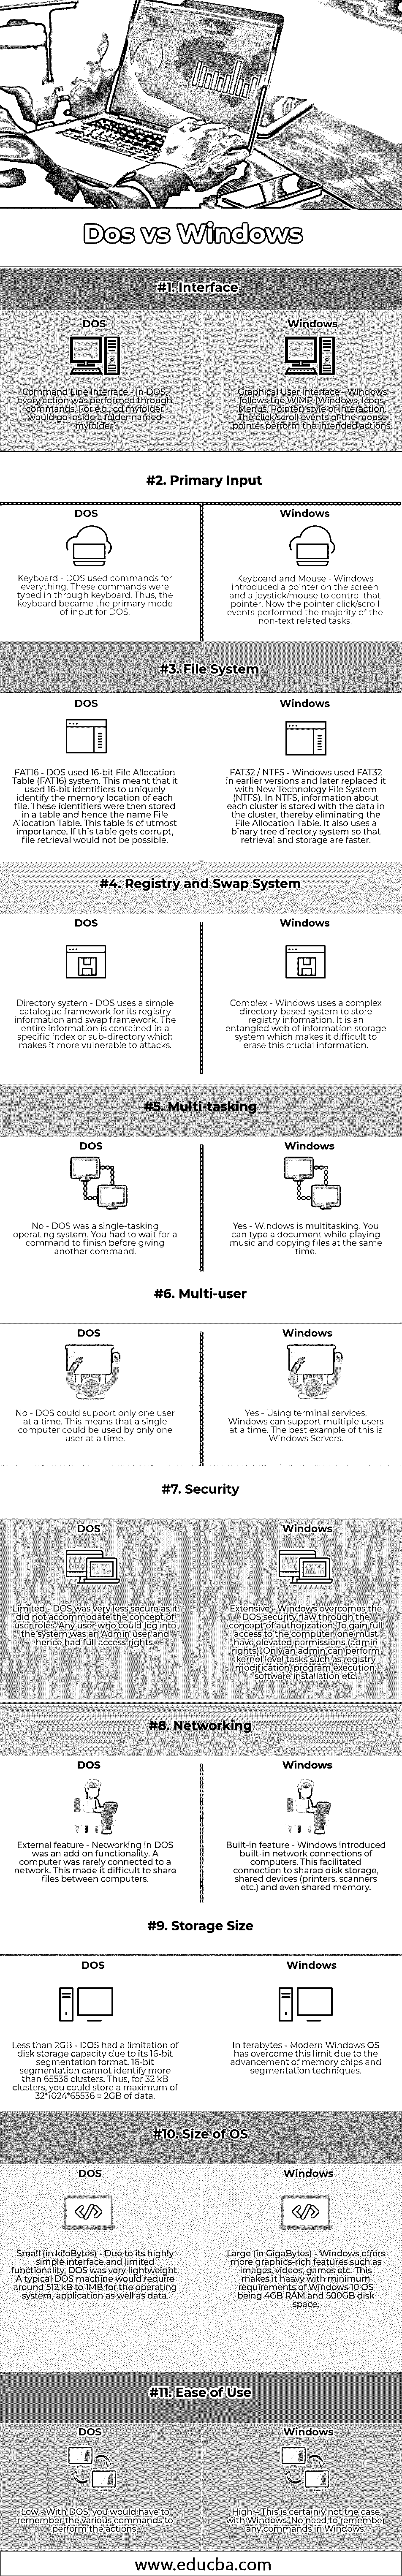 Dos vs Windows
#1. Interface
DOS
Command Line Interface - In DOS,
every action was performed through
commands. For e.g., cd myfolder
would go inside a folder named
'myfolder'.
Windows
Graphical User Interface - Windows
follows the WIMP (Windows, Icons,
Menus, Pointer) style of interaction.
The click/scroll events of the mouse
pointer perform the intended actions.
#2. Primary Input
DOS
Keyboard - DOS used commands for
everything. These commands were
typed in through keyboard. Thus, the
keyboard became the primary mode
of input for DOS.
Windows
Keyboard and Mouse - Windows
introduced a pointer on the screen
and a joystick/mouse to control that
pointer. Now the pointer click/scroll
events performed the majority of the
non-text related tasks.
#3. File System
DOS
FAT16 - DOS used 16-bit File Allocation
Table (FAT16) system. This meant that it
used 16-bit identifiers to uniquely
identify the memory location of each
file. These identifiers were then stored
in a table and hence the name File
Allocation Table. This table is of utmost
importance. If this table gets corrupt,
file retrieval would not be possible.
Windows
FAT32 / NTFS - Windows used FAT32
in earlier versions and later replaced it
with New Technology File System
(NTFS). In NTFS, information about
each cluster is stored with the data in
the cluster, thereby eliminating the
File Allocation Table. It also uses a
binary tree directory system so that
retrieval and storage are faster.
#4. Registry and Swap System
DOS
Directory system - DOS uses a simple
catalogue framework for its registry
information and swap framework. The
entire information is contained in a
specific index or sub-directory which
makes it more vulnerable to attacks.
Windows
Complex - Windows uses a complex
directory-based system to store
registry information. It is an
entangled web of information storage
system which makes it difficult to
erase this crucial information.
#5. Multi-tasking
DOS
No - DOS was a single-tasking
operating system. You had to wait for a
command to finish before giving
another command.
Windows
Yes - Windows is multitasking. You
can type a document while playing
music and copying files at the same
time.
#6. Multi-user
DOS
No - DOS could support only one user
at a time. This means that a single
computer could be used by only one
user at a time.
Windows
Yes - Using terminal services,
Windows can support multiple users
at a time. The best example of this is
Windows Servers.
#7. Security
DOS
Limited - DOS was very less secure as it
did not accommodate the concept of
user roles. Any user who could log into
the system was an Admin user and
hence had full access rights.
Windows
Extensive - Windows overcomes the
DOS security flaw through the
concept of authorization. To gain full
access to the computer, one must
have elevated permissions (admin
rights). Only an admin can perform
kernel level tasks such as registry
modification, program execution,
software installation etc.
#8. Networking
DOS
External feature - Networking in DOS
was an add on functionality. A
computer was rarely connected to a
network. This made it difficult to share
files between computers.
Windows
Built-in feature - Windows introduced
built-in network connections of
computers. This facilitated
connection to shared disk storage,
shared devices (printers, scanners
etc.) and even shared memory.
#9. Storage Size
DOS
Less than 2GB - DOS had a limitation of
disk storage capacity due to its 16-bit
segmentation format. 16-bit
segmentation cannot identify more
than 65536 clusters. Thus, for 32 kB
clusters, you could store a maximum of
32*1024*65536 = 2GB of data.
Windows
In terabytes - Modern Windows OS
has overcome this limit due to the
advancement of memory chips and
segmentation techniques.
#10. Size of OS
DOS
Small (in kiloBytes) - Due to its highly
simple interface and limited
functionality, DOS was very lightweight.
A typical DOS machine would require
around 512 kB to 1MB for the operating
system, application as well as data.
Windows
Large (in GigaBytes) - Windows offers
more graphics-rich features such as
images, videos, games etc. This
makes it heavy with minimum
requirements of Windows 10 OS
being 4GB RAM and 500GB disk
space.
#11. Ease of Use
DOS
Low - With DOS, you would have to
remember the various commands to
perform the actions.
Windows
High - This is certainly not the case
with Windows. No need to remember
any commands in Windows.
www.educba.com